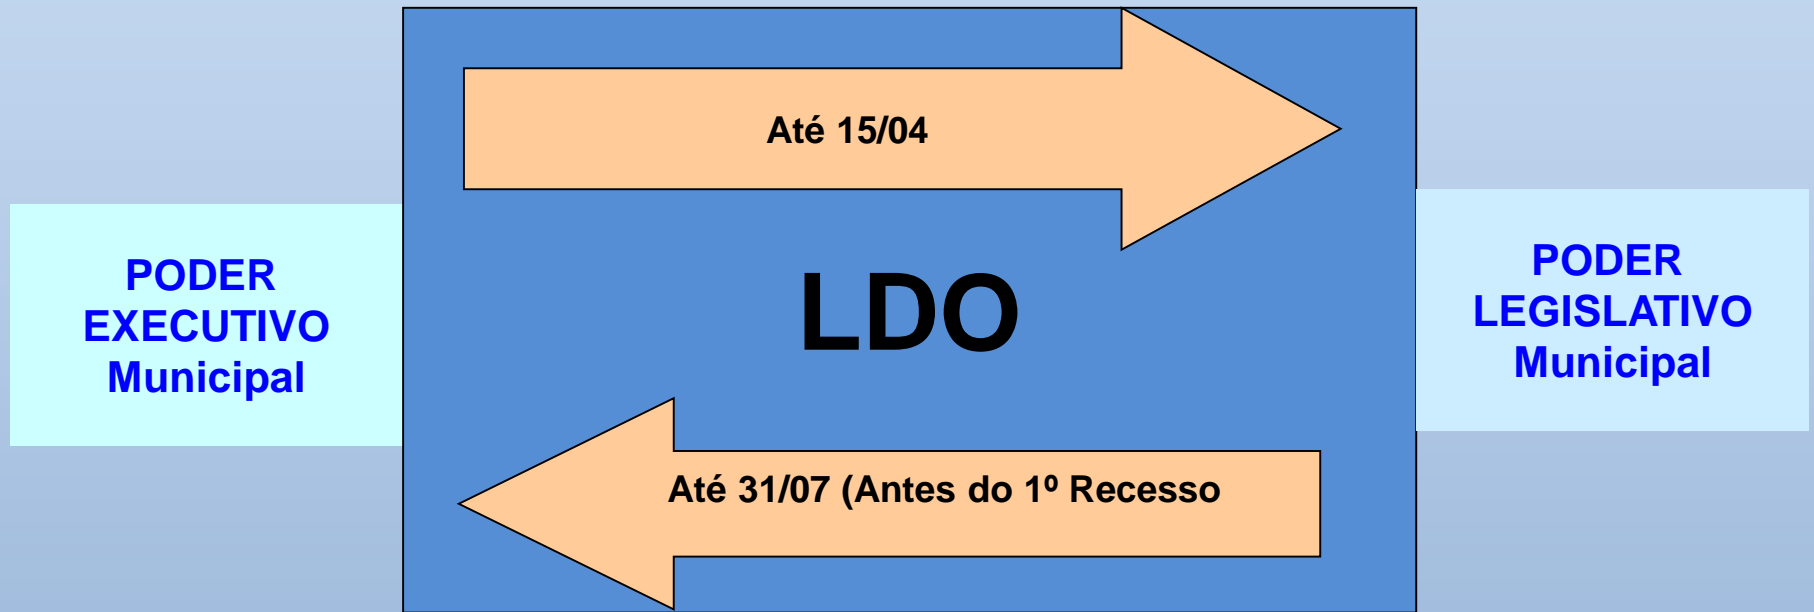 Até 15/04
PODER
EXECUTIVO
Municipal
LDO
PODER
LEGISLATIVO
Municipal
Até 31/07 (Antes do 1º Recesso